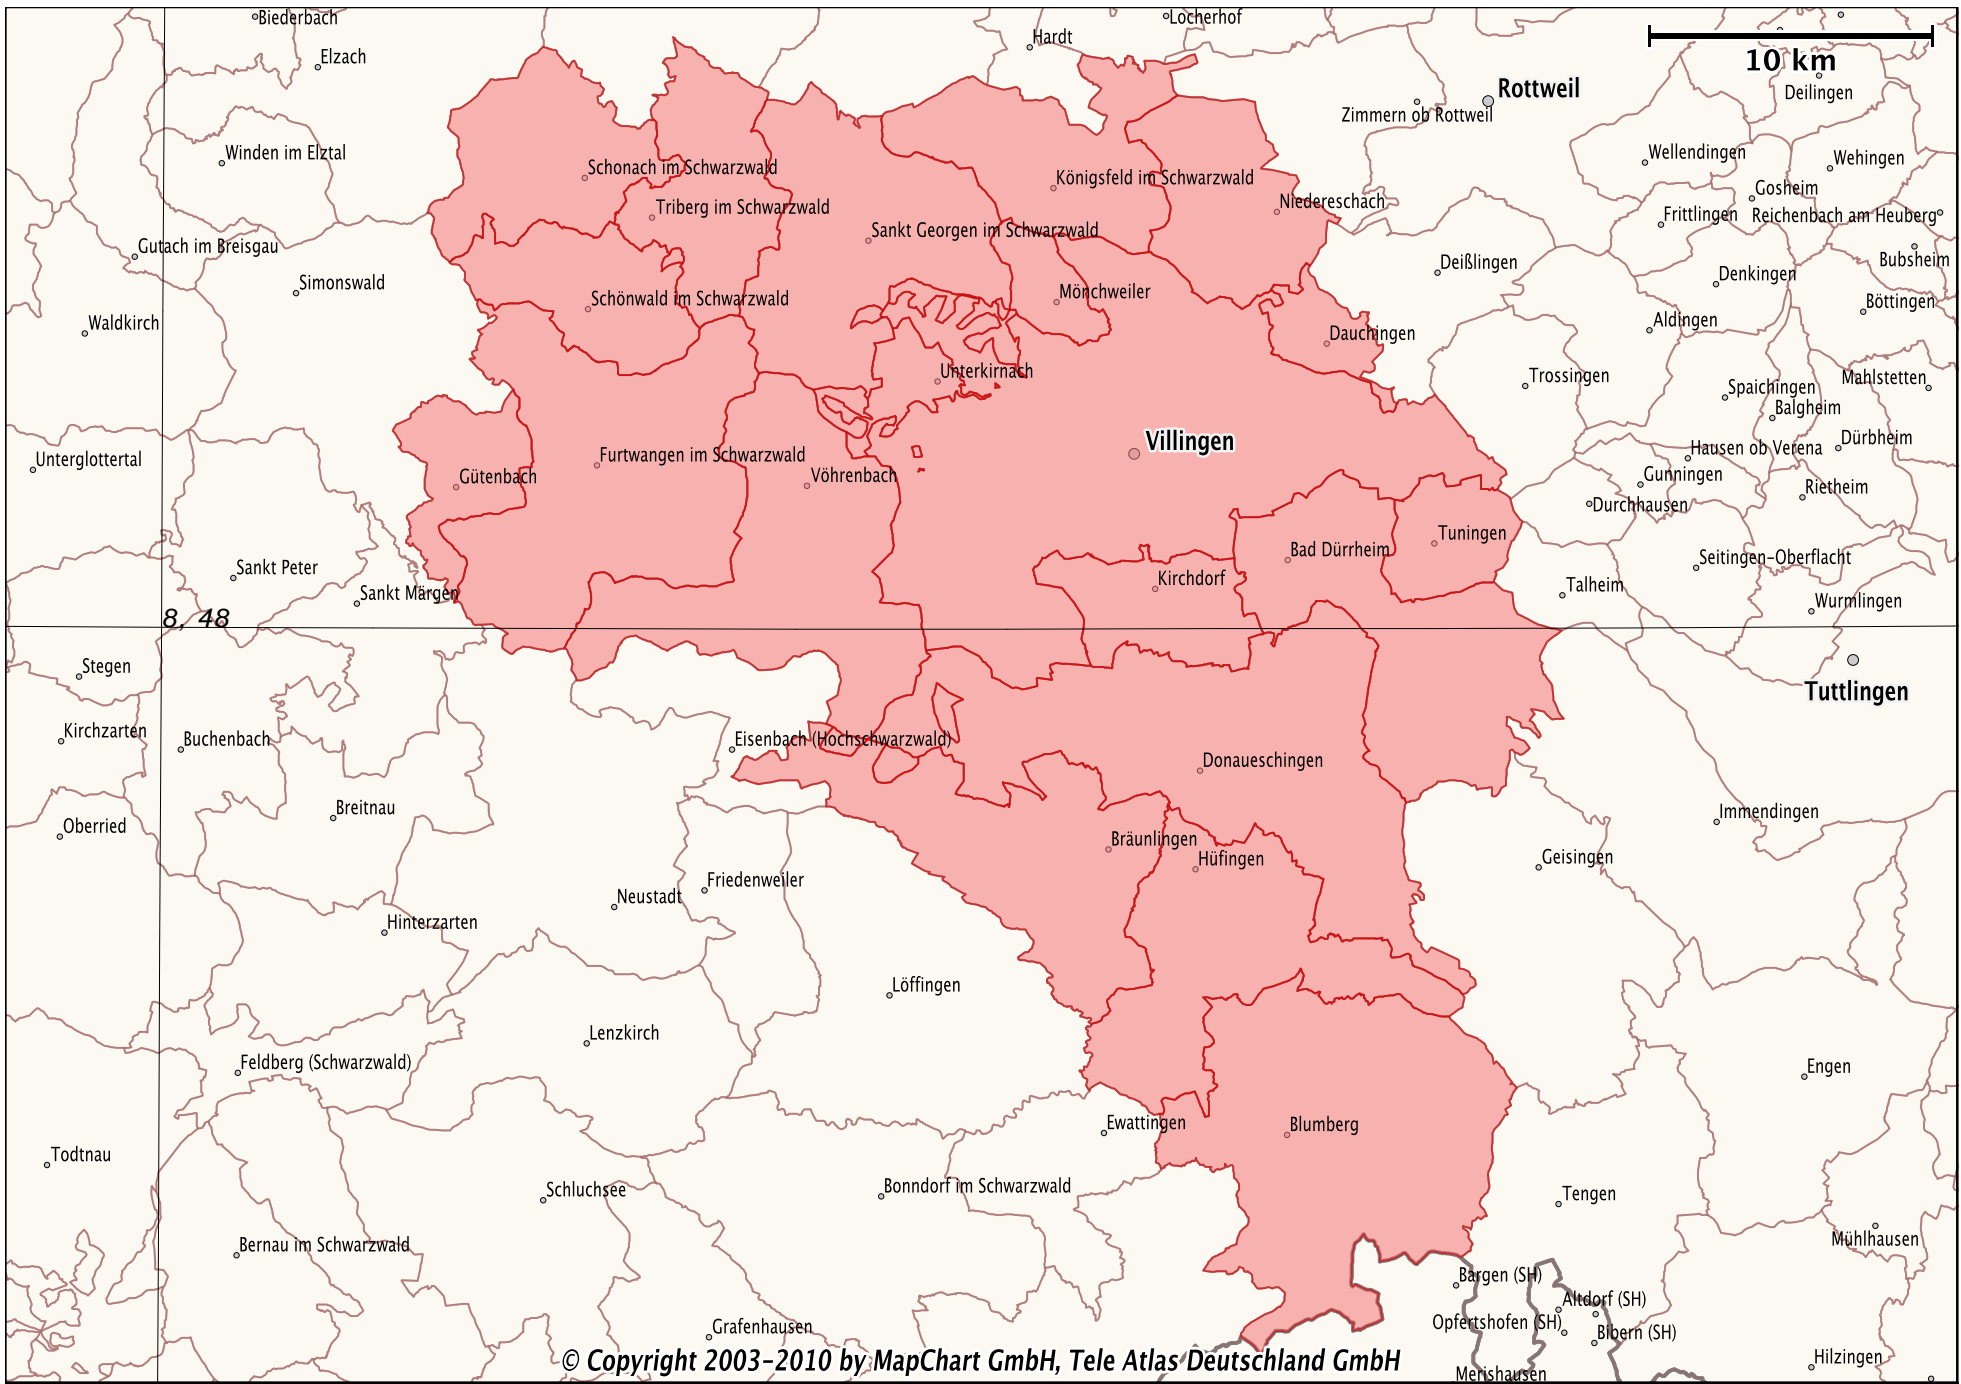 Biederbach
Locherhof
Hardt
Elzach
10 km
Rottweil
Deilingen
Zimmern ob Rottweil
Winden im Elztal
Wellendingen
Wehingen
Schonach im Schwarzwald
Königsfeld im Schwarzwald
Gosheim
Triberg im Schwarzwald
Niedereschach
Frittlingen
Reichenbach am Heuberg
Sankt Georgen im Schwarzwald
Gutach im Breisgau
Deißlingen
Bubsheim
Denkingen
Simonswald
Schönwald im Schwarzwald
Mönchweiler
Böttingen
Waldkirch
Aldingen
Dauchingen
Unterkirnach
Trossingen
Mahlstetten
Spaichingen
Balgheim
Villingen
Dürbheim
Hausen ob Verena
Unterglottertal
Furtwangen im Schwarzwald
Gütenbach
Vöhrenbach
Gunningen
Rietheim
Durchhausen
Tuningen
Bad Dürrheim
Seitingen-Oberflacht
Sankt Peter
Kirchdorf
Talheim
Sankt Märgen
Wurmlingen
8, 48
Stegen
Tuttlingen
Kirchzarten
Buchenbach
Eisenbach (Hochschwarzwald)
Donaueschingen
Breitnau
Immendingen
Oberried
Bräunlingen
Hüfingen
Geisingen
Friedenweiler
Neustadt
Hinterzarten
Löffingen
Lenzkirch
Feldberg (Schwarzwald)
Engen
Ewattingen
Blumberg
Todtnau
Schluchsee
Bonndorf im Schwarzwald
Tengen
Bernau im Schwarzwald
Mühlhausen
Bargen (SH)
Altdorf (SH)
Opfertshofen (SH)
Bibern (SH)
Grafenhausen
Hilzingen
© Copyright 2003-2010 by MapChart GmbH, Tele Atlas Deutschland GmbH
Merishausen